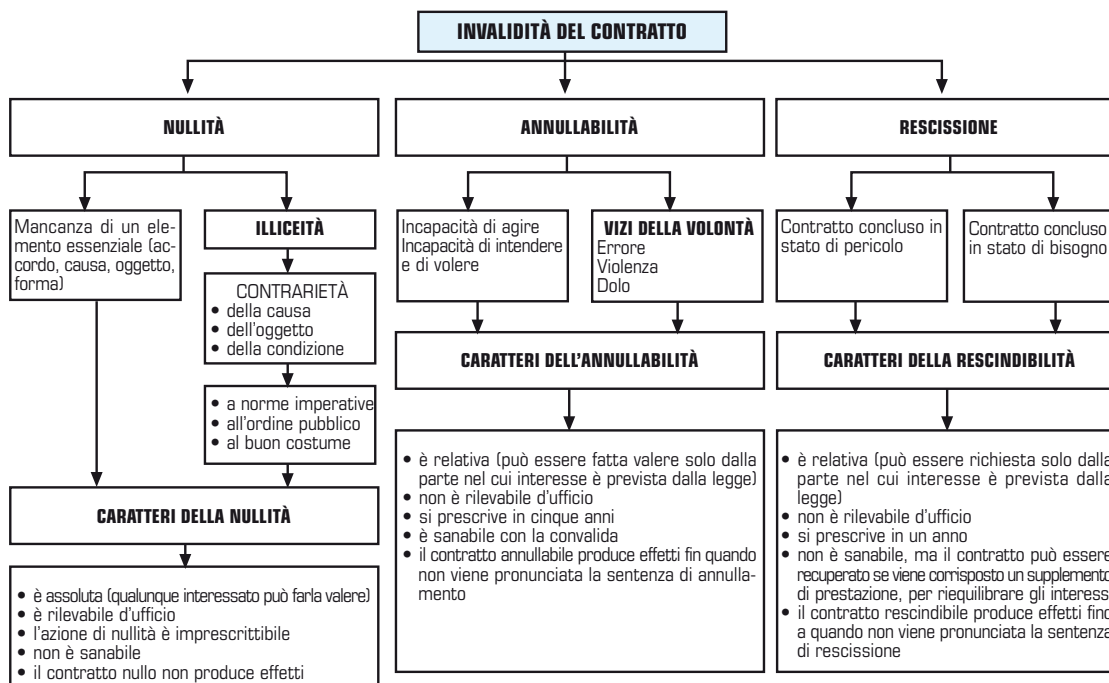 INVALIDITÀ DEL CONTRATTO
NULLITÀ
Mancanza di un ele-
mento essenziale (ac-
cordo, causa, oggetto,
forma)
ILLICEITÀ
CONTRARIETÀ
• della causa
• dell'oggetto
• della condizione
• a norme imperative
• all'ordine pubblico
• al buon costume
CARATTERI DELLA NULLITÀ
• è assoluta (qualunque interessato può farla valere)
• è rilevabile d'ufficio
• l'azione di nullità è imprescrittibile
• non è sanabile
• il contratto nullo non produce effetti
ANNULLABILITÀ
Incapacità di agire
Incapacità di intendere
e di volere
VIZI DELLA VOLONTÀ
Errore
Violenza
Dolo
CARATTERI DELL'ANNULLABILITÀ
• è relativa (può essere fatta valere solo dalla
parte nel cui interesse è prevista dalla legge)
• non è rilevabile d'ufficio
• si prescrive in cinque anni
• è sanabile con la convalida
• il contratto annullabile produce effetti fin quando
non viene pronunciata la sentenza di annulla-
mento
RESCISSIONE
Contratto concluso in
stato di pericolo
Contratto concluso
in stato di bisogno
CARATTERI DELLA RESCINDIBILITÀ
• è relativa (può essere richiesta solo dalla
parte nel cui interesse è prevista dalla
legge)
• non è rilevabile d'ufficio
• si prescrive in un anno
• non è sanabile, ma il contratto può essere
recuperato se viene corrisposto un supplemento
di prestazione, per riequilibrare gli interess
• il contratto rescindibile produce effetti fino
a quando non viene pronunciata la sentenza
di rescissione